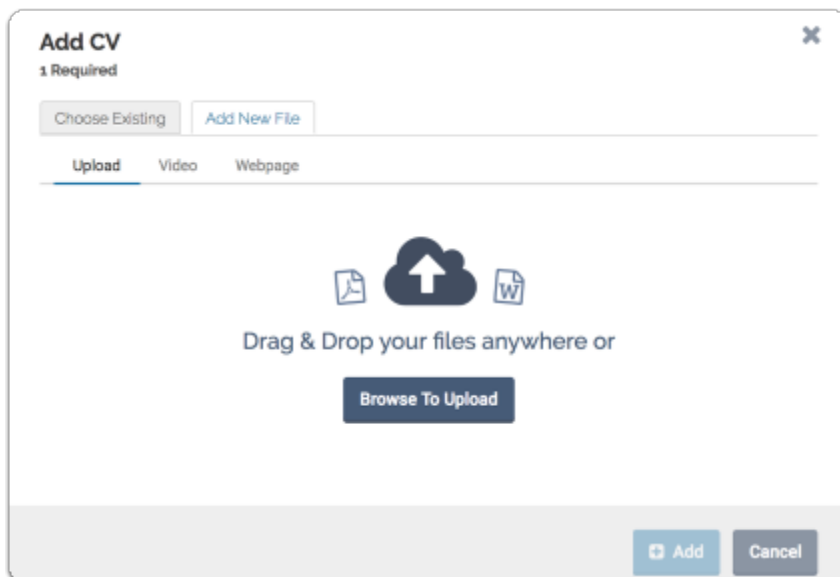 Add CV
1 Required
Choose Existing
Add New File
Upload Video Webpage
W
Drag & Drop your files anywhere or
Browse To Upload
Add
Cancel